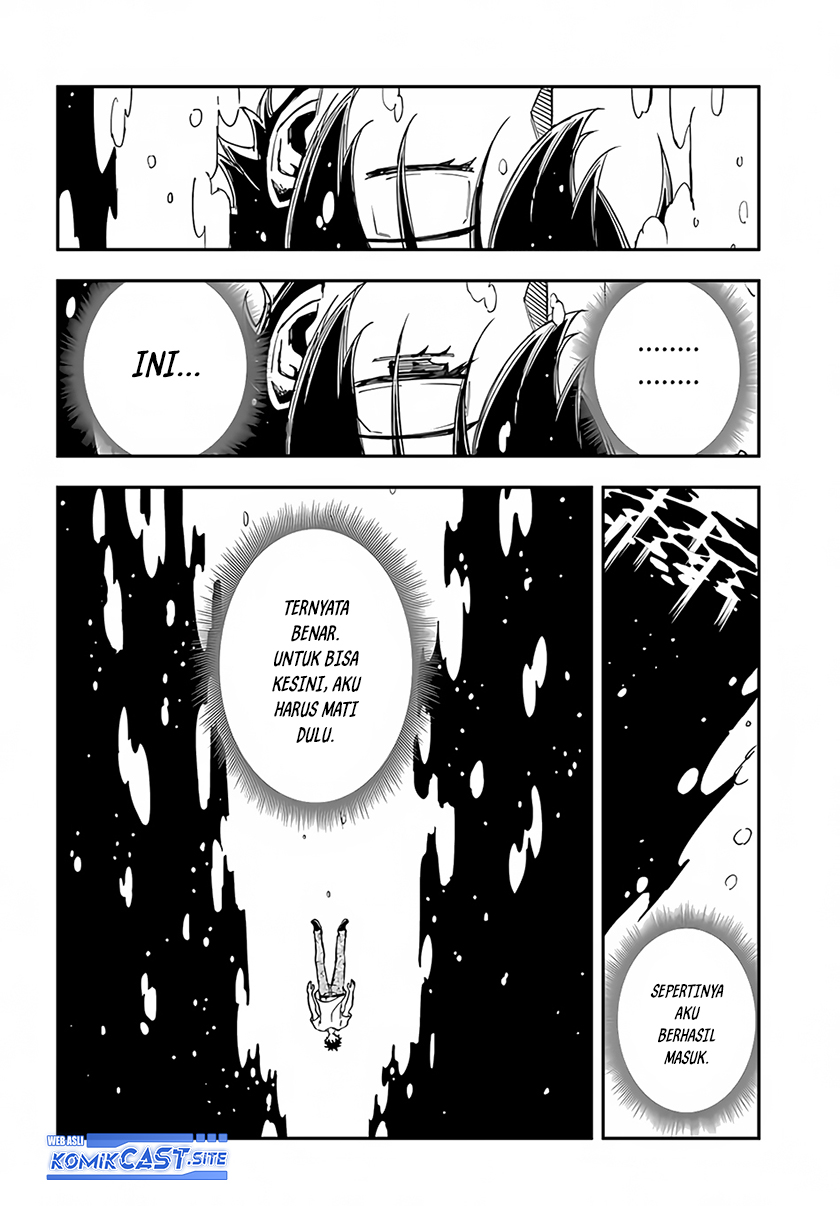 ........
........
INI...
SEPERTINYA
AKU
BERHASIL
MASUK.
TERNYATA
BENAR.
UNTUK BISA
KESINI, AKU
HARUS MATI
DULU.
WEB ASLI
KOMIKCAST.SITE